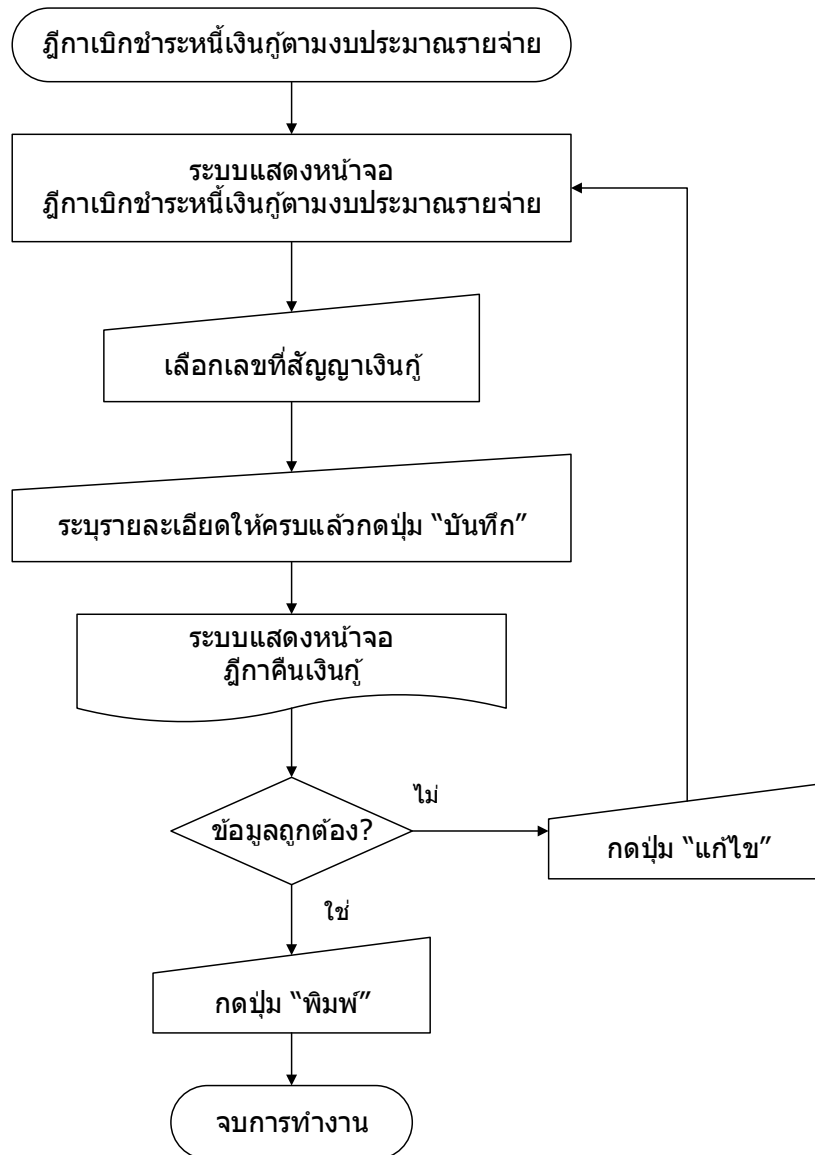 ฎีกาเบิกชำระหนี้เงินกู้ตามงบประมาณรายจ่าย
ระบบแสดงหน้าจอ
ฎีกาเบิกชำระหนี้เงินกู้ตามงบประมาณรายจ่าย
เลือกเลขที่สัญญาเงินกู้
ระบุรายละเอียดให้ครบแล้วกดปุ่ม “บันทึก”
ระบบแสดงหน้าจอ
ฎีกาคืนเงินกู้
ข้อมูลถูกต้อง?
ไม่
กดปุ่ม “แก้ไข”
ใช่
กดปุ่ม “พิมพ์”
จบการทำงาน